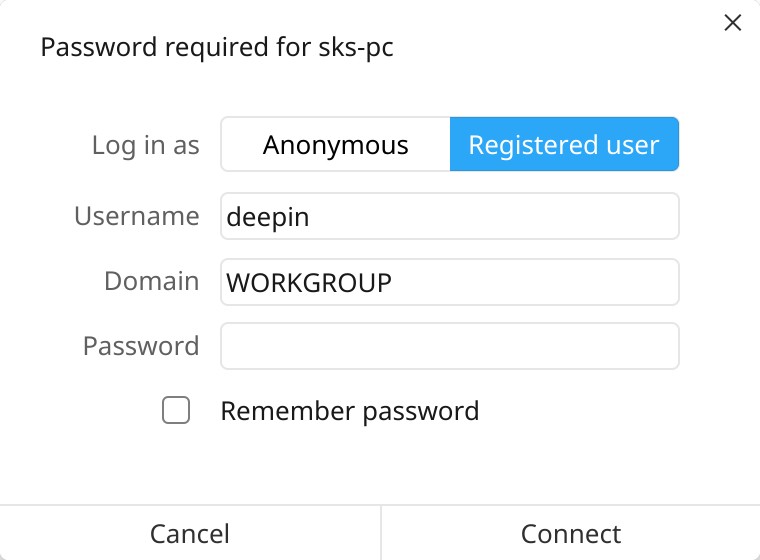 Password required for sks-pc
Log in as Anonymous Registered user
Username deepin
Domain WORKGROUP
Password
Remember password
Cancel Connect